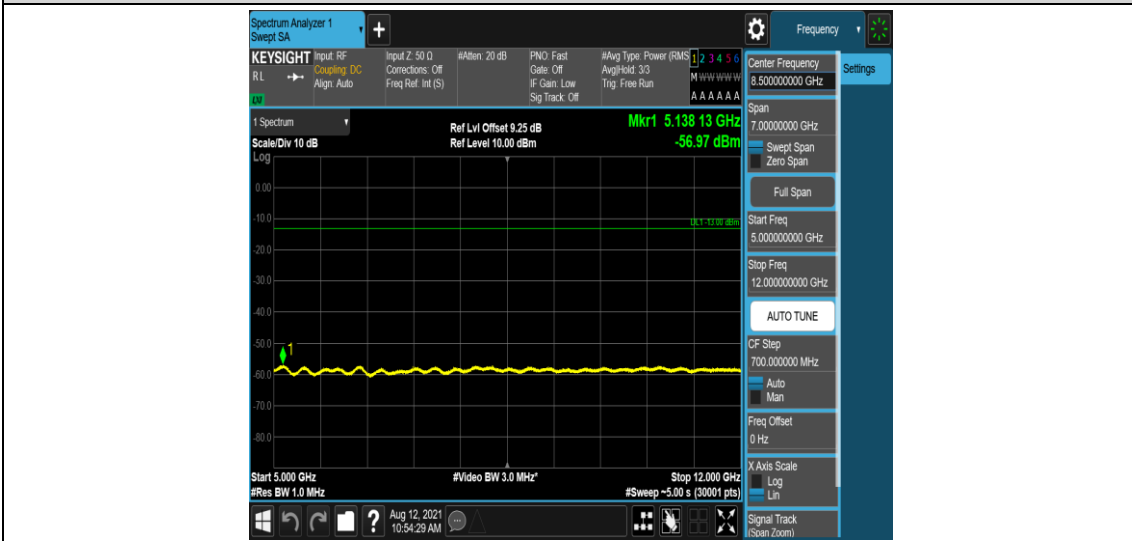 Spectrum Analyzer 1
Swept SA
+
Frequency
KEYSIGHT
RL
LXI
Input: RF
Coupling: DC
Align: Auto
Input Z: 50 Ω
Corrections: Off
Freq Ref: Int (S)
#Atten: 20 dB
PNO: Fast
Gate: Off
IF Gain: Low
Sig Track: Off
#Avg Type: Power (RMS
Avg|Hold: 3/3
Trig: Free Run
1 2 3 4 5 6
M W W W W W
A A A A A A
1 Spectrum
Scale/Div 10 dB
Log
Ref Lvl Offset 9.25 dB
Ref Level 10.00 dBm
Mkr1 5.138 13 GHz
-56.97 dBm
0.00
-10.0
DL1 -13.00 dBm
-20.0
-30.0
-40.0
-50.0
1
-60.0
-70.0
-80.0
Start 5.000 GHz
#Res BW 1.0 MHz
#Video BW 3.0 MHz*
Stop 12.000 GHz
#Sweep ~5.00 s (30001 pts)
?
Aug 12, 2021
10:54:29 AM
Center Frequency
8.500000000 GHz
Settings
Span
7.00000000 GHz
Swept Span
Zero Span
Full Span
Start Freq
5.000000000 GHz
Stop Freq
12.000000000 GHz
AUTO TUNE
CF Step
700.000000 MHz
Auto
Man
Freq Offset
0 Hz
X Axis Scale
Log
Lin
Signal Track
(Span Zoom)